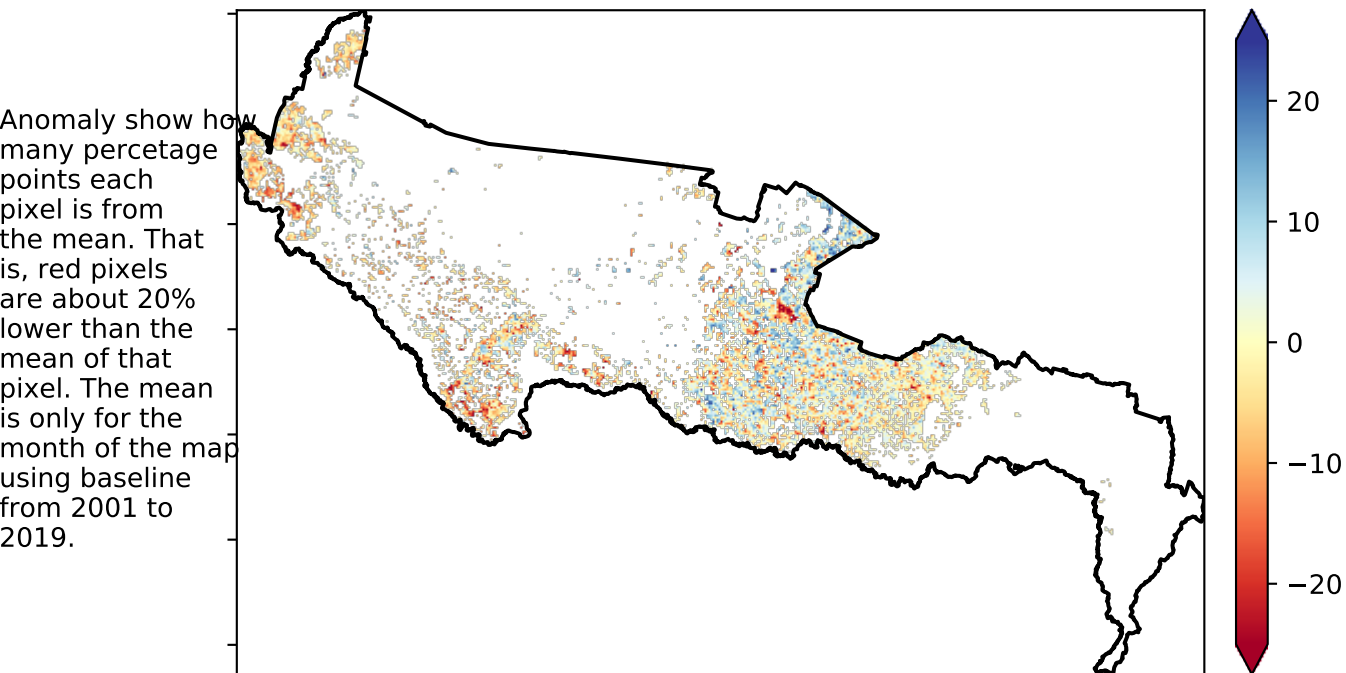 Anomaly show how
many percetage
points each
pixel is from
the mean. That
is, red pixels
are about 20%
lower than the
mean of that
pixel. The mean
is only for the
month of the map
using baseline
from 2001 to
2019.
20
10
0
−10
−20